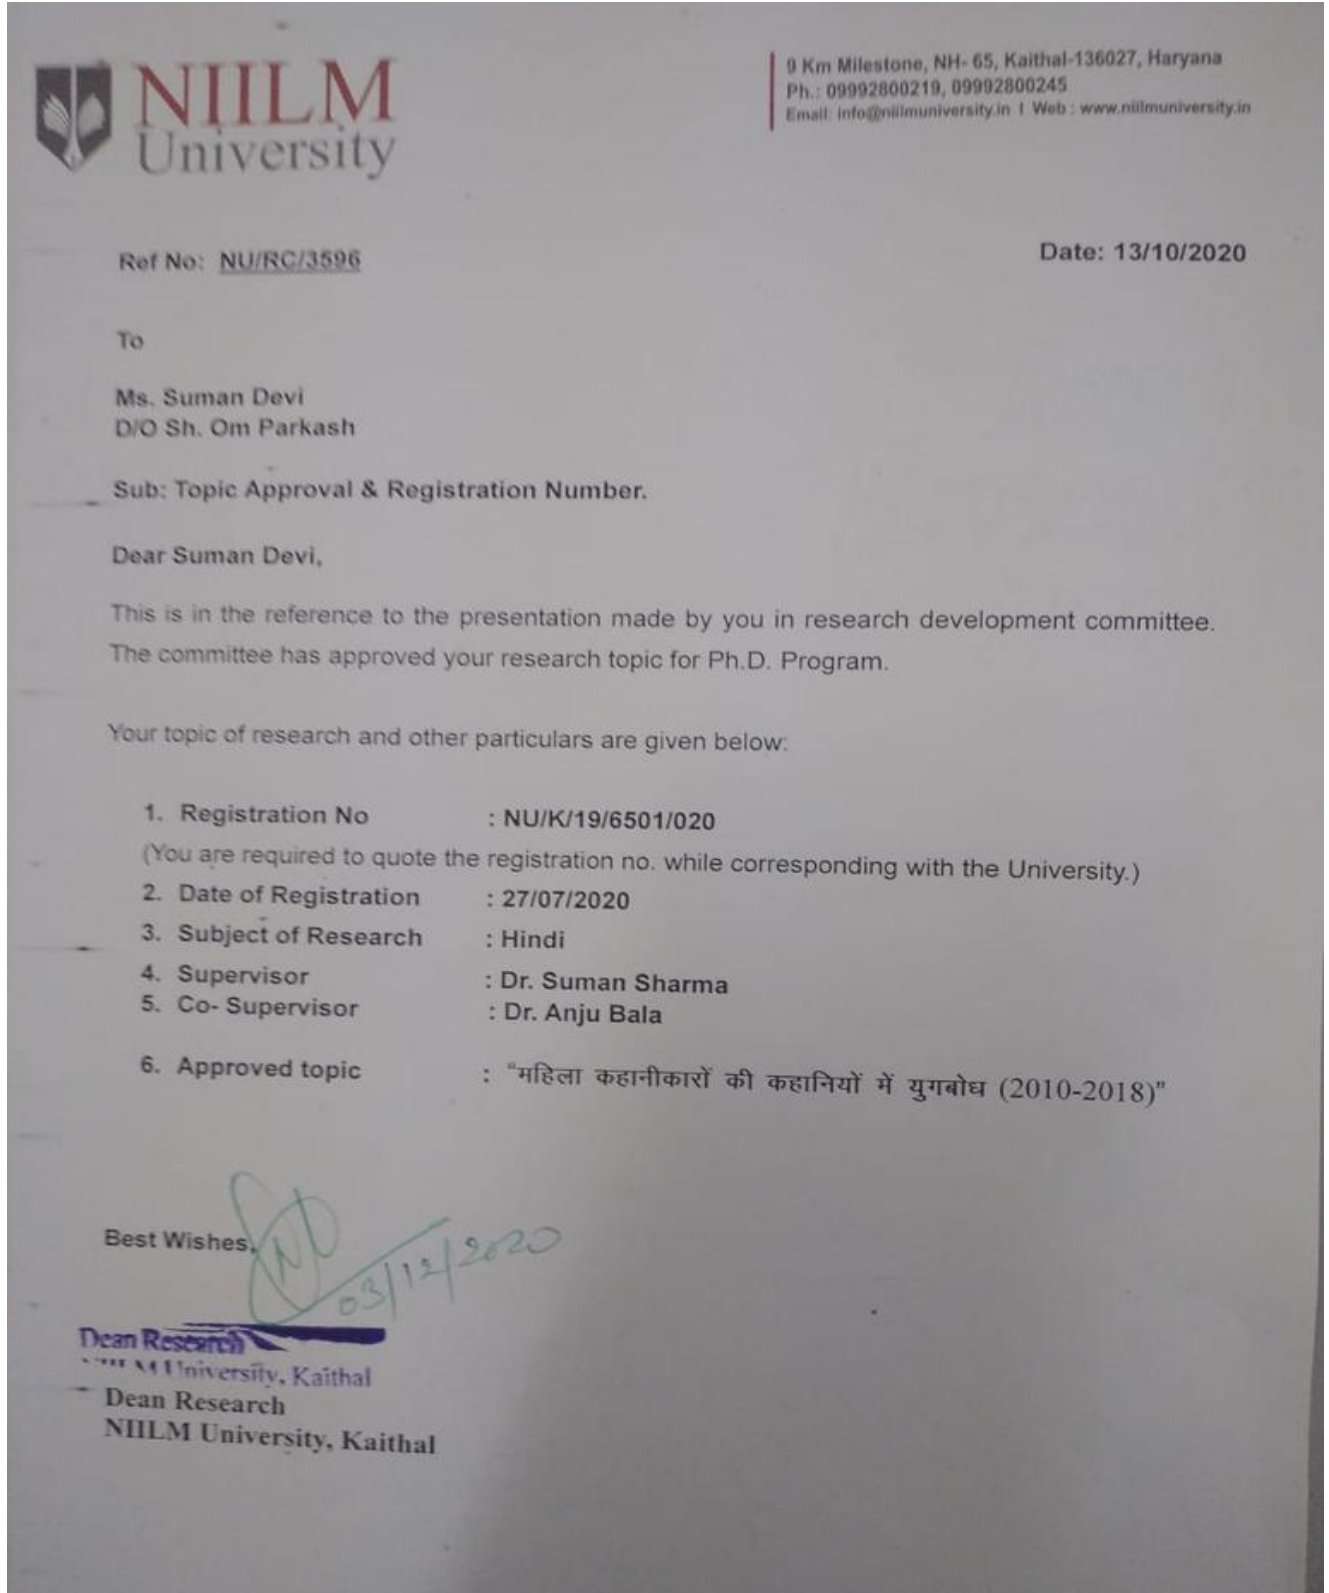 NIILM
University
9 Km Milestone, NH- 65, Kaithal-136027, Haryana
Ph.: 09992800219, 09992800245
Email: info@niilmuniversity.in I Web : www.niilmuniversity.in
Ref No: NU/RC/3596
Date: 13/10/2020
To
Ms. Suman Devi
D/O Sh. Om Parkash
Sub: Topic Approval & Registration Number.
Dear Suman Devi,
This is in the reference to the presentation made by you in research development committee.
The committee has approved your research topic for Ph.D. Program.
Your topic of research and other particulars are given below:
1. Registration No : NU/K/19/6501/020
(You are required to quote the registration no. while corresponding with the University.)
2. Date of Registration : 27/07/2020
3. Subject of Research : Hindi
4. Supervisor : Dr. Suman Sharma
5. Co- Supervisor : Dr. Anju Bala
6. Approved topic : "महिला कहानीकारों की कहानियों में युगबोध (2010-2018)"
Best Wishes,
03/12/2020
Dean Research
University, Kaithal
Dean Research
NIILM University, Kaithal